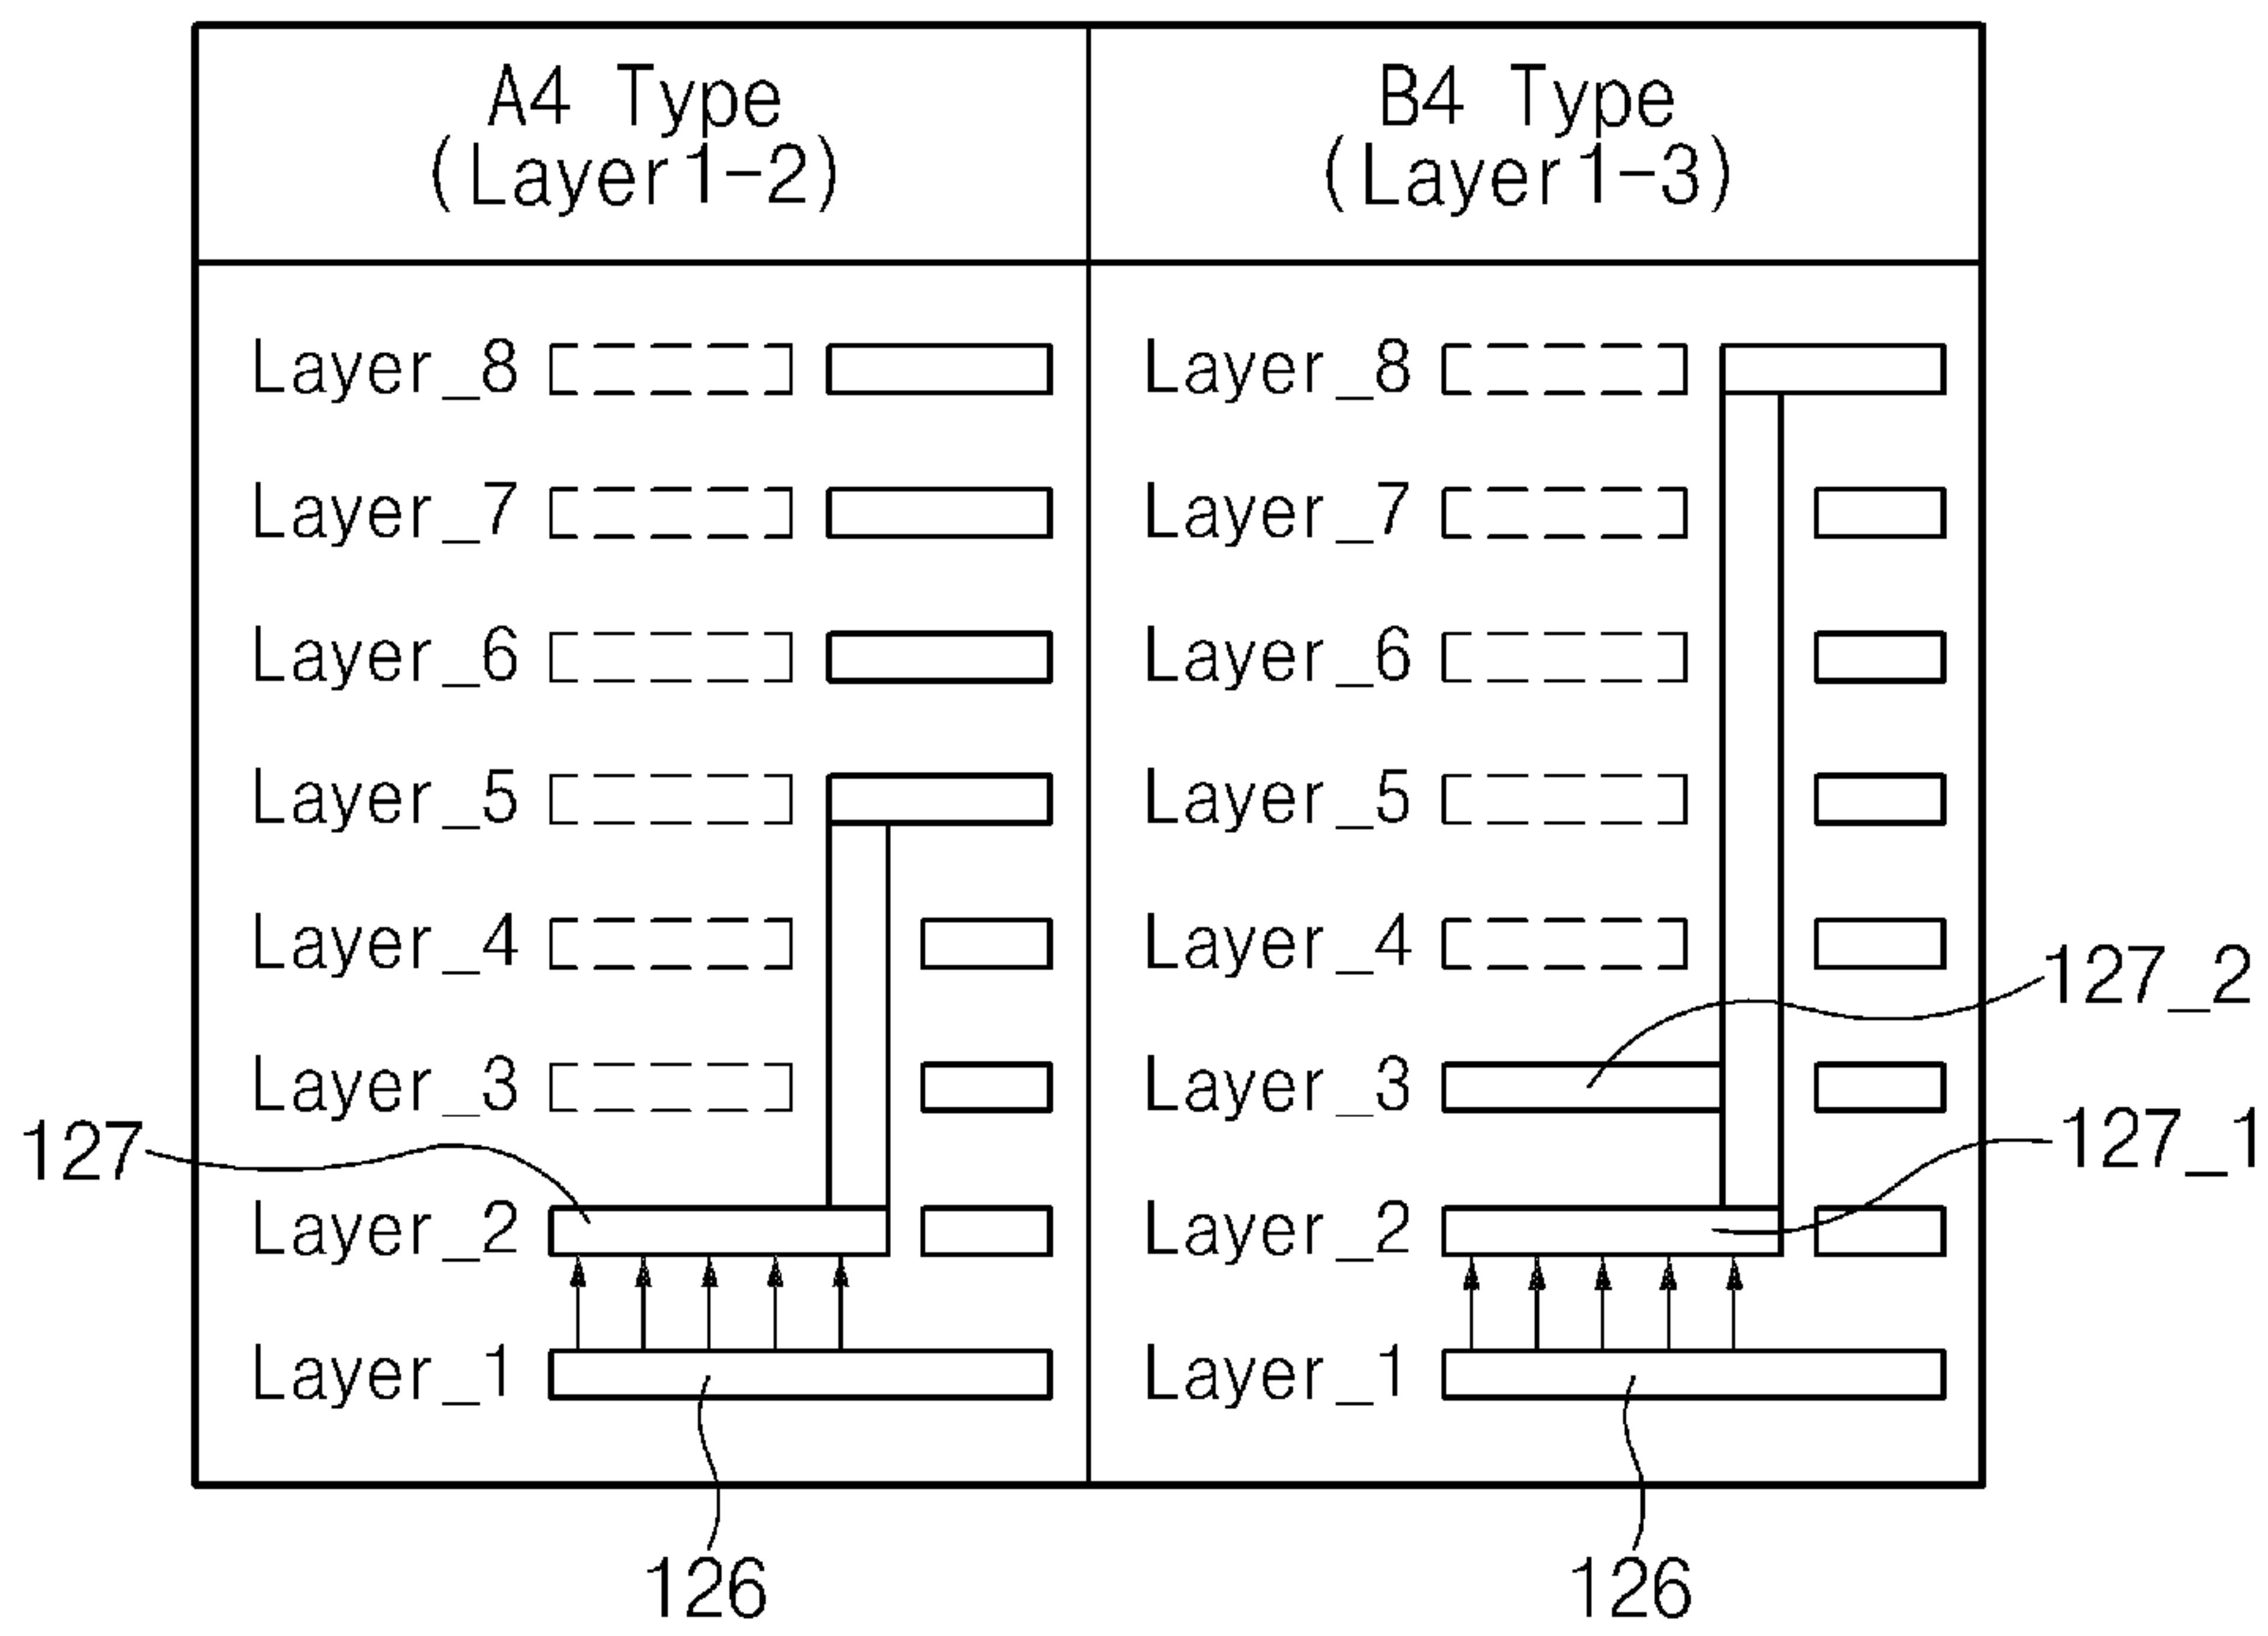 A4 Type
(Layer1-2)
B4 Type
(Layer1-3)
Layer_8
Layer_7
Layer_6
Layer_5
Layer_4
Layer_3
Layer_2
Layer_1
Layer_8
Layer_7
Layer_6
Layer_5
Layer_4
Layer_3
Layer_2
Layer_1
127
127_2
127_1
126
126